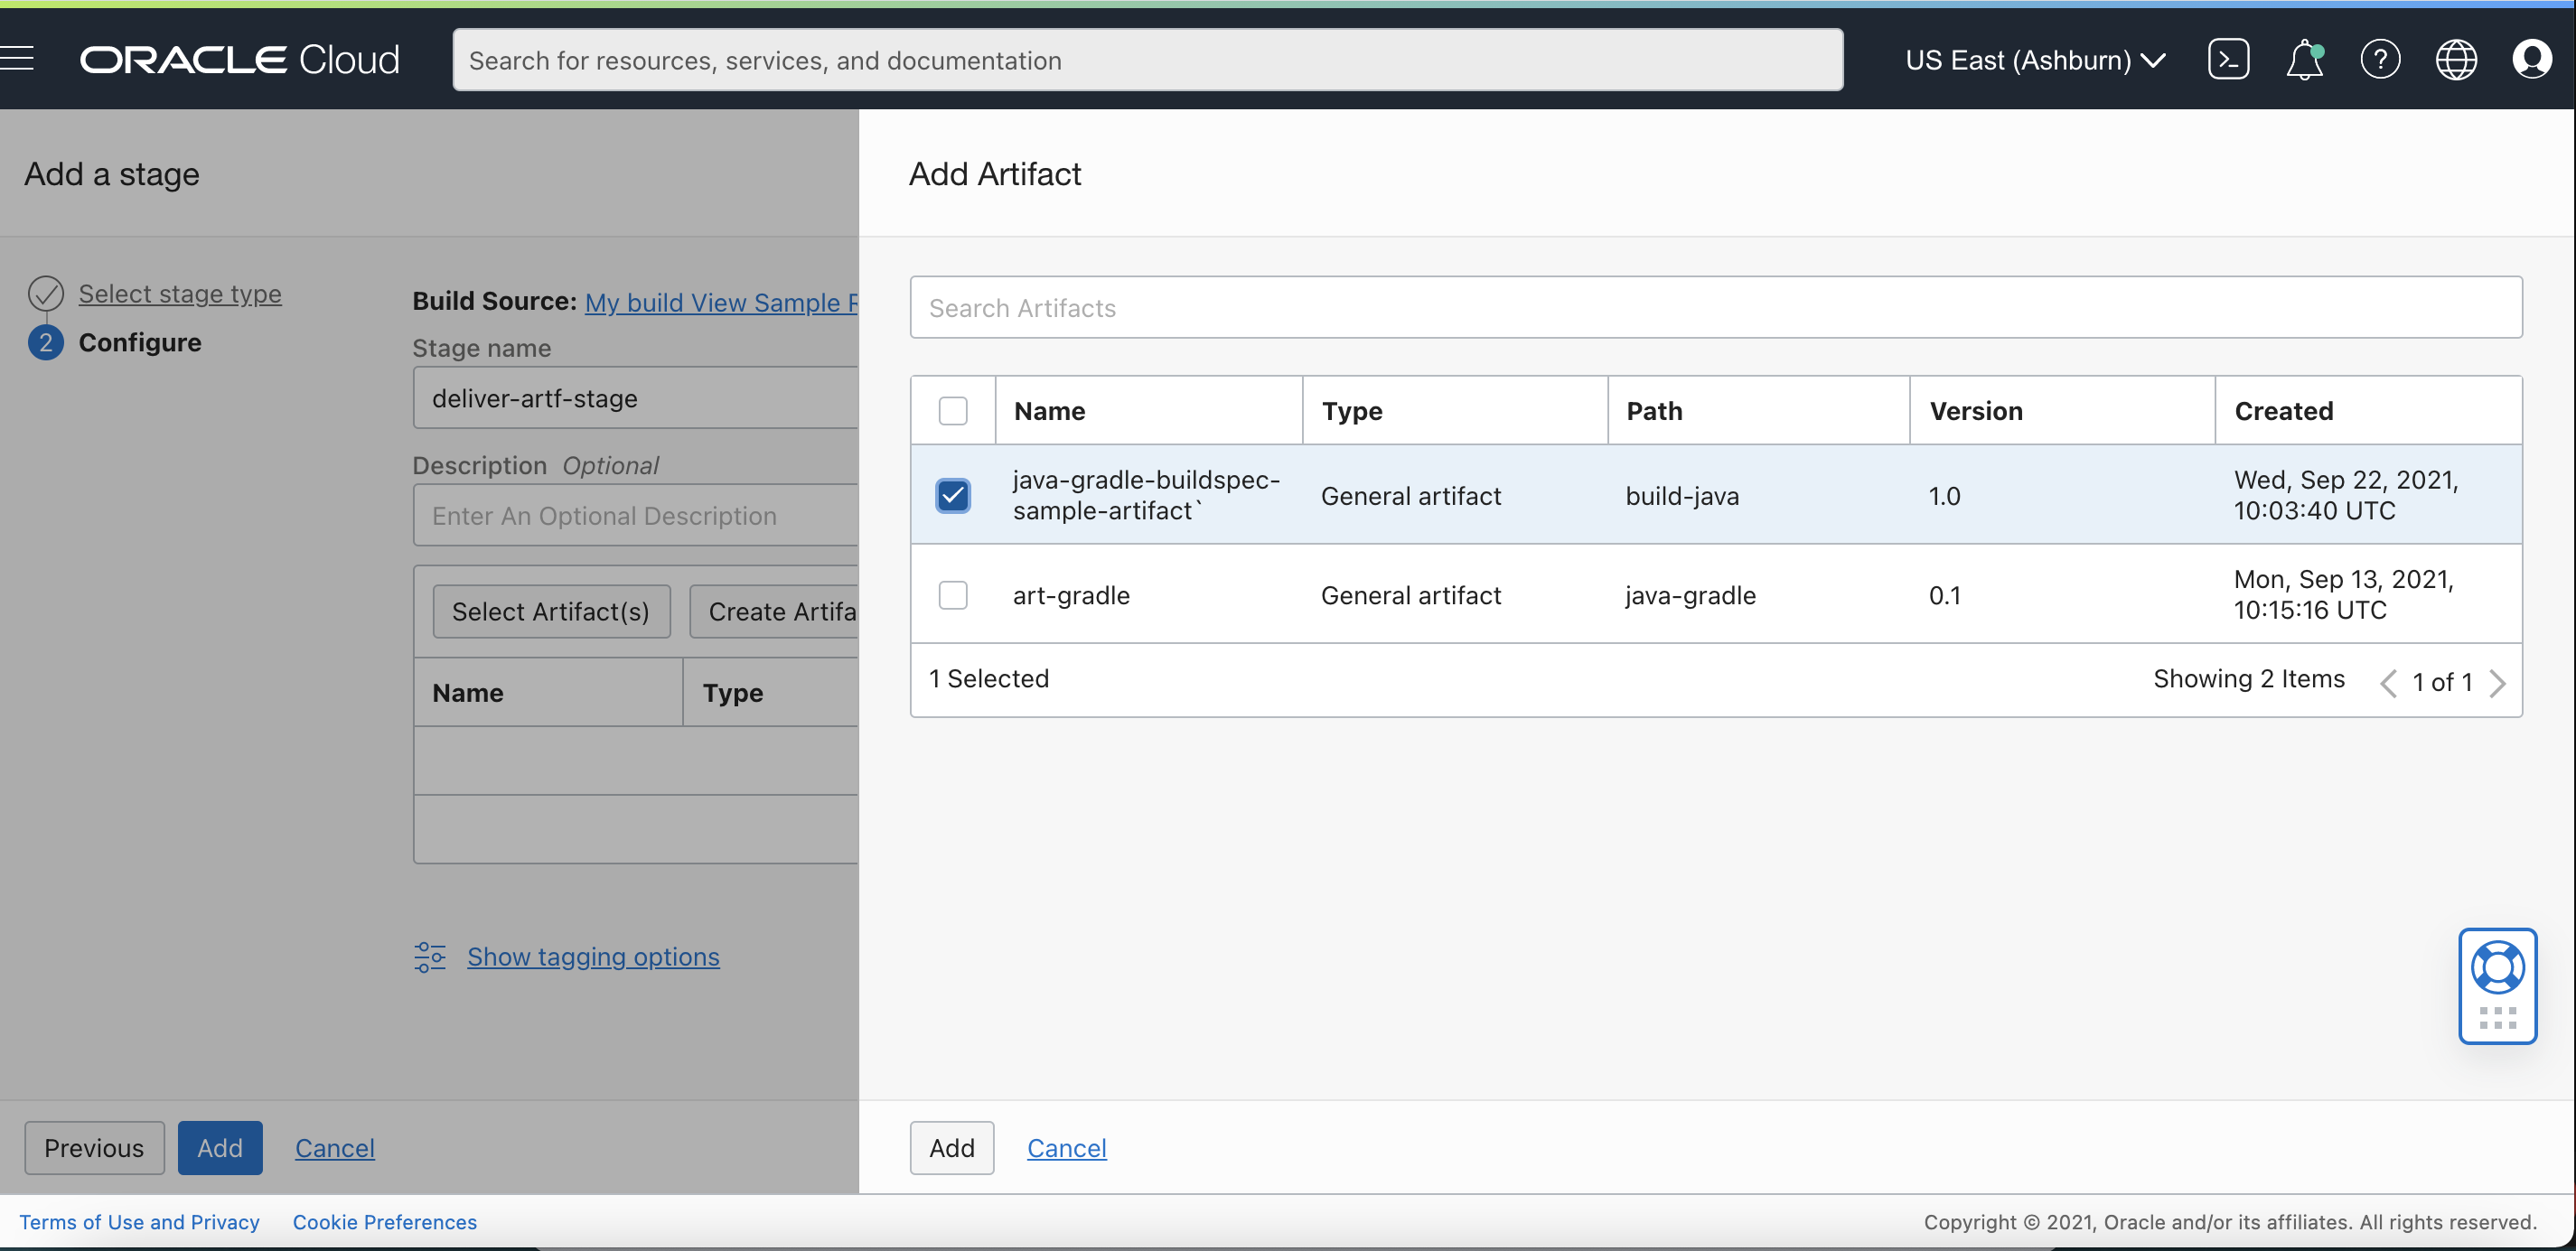 ORACLE Cloud
Search for resources, services, and documentation
US East (Ashburn)
Add a stage
Select stage type
2 Configure
Build Source: My build View Sample
Stage name
deliver-artf-stage
Description Optional
Enter An Optional Description
Select Artifact(s) Create Artifa
Name Type
Show tagging options
Previous Add Cancel
Add Artifact
Search Artifacts
Name Type Path Version Created
java-gradle-buildspec-
sample-artifact` General artifact build-java 1.0 Wed, Sep 22, 2021,
10:03:40 UTC
art-gradle General artifact java-gradle 0.1 Mon, Sep 13, 2021,
10:15:16 UTC
1 Selected Showing 2 Items 1 of 1
Add Cancel
Terms of Use and Privacy Cookie Preferences Copyright © 2021, Oracle and/or its affiliates. All rights reserved.